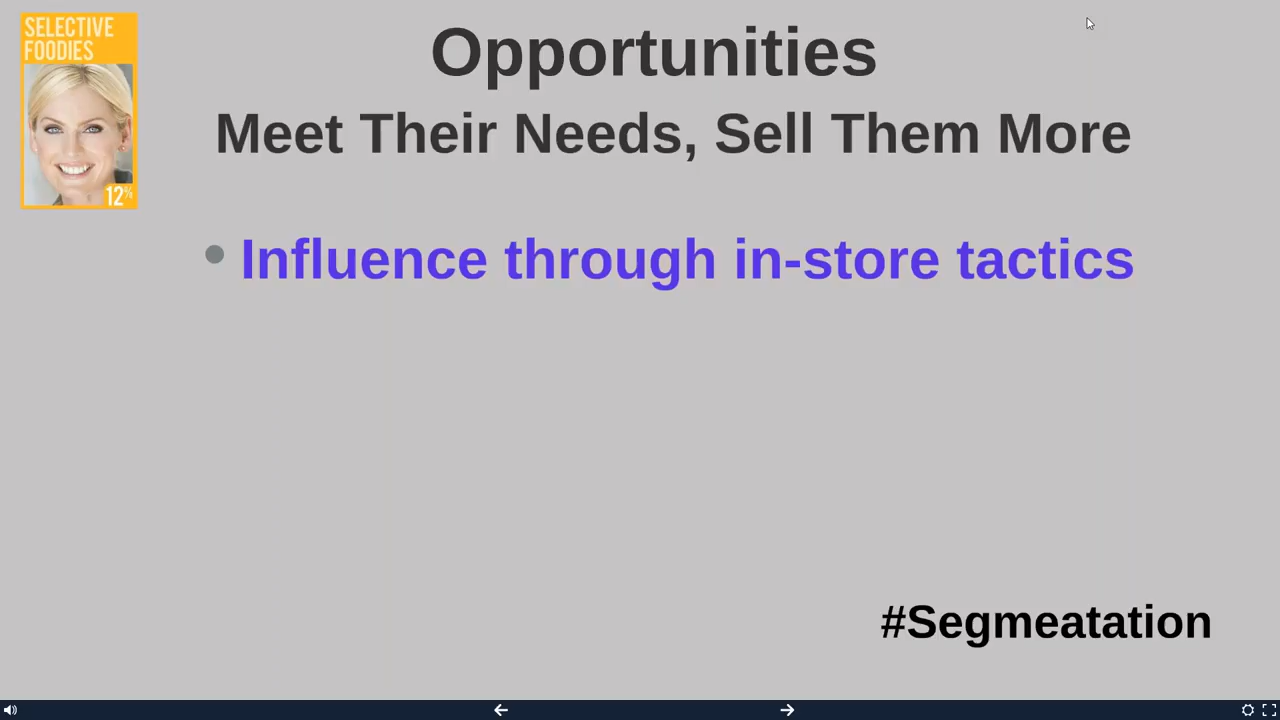 SELECTIVE
FOODIES
12%
Opportunities
Meet Their Needs, Sell Them More
• Influence through in-store tactics
#Segmeatation